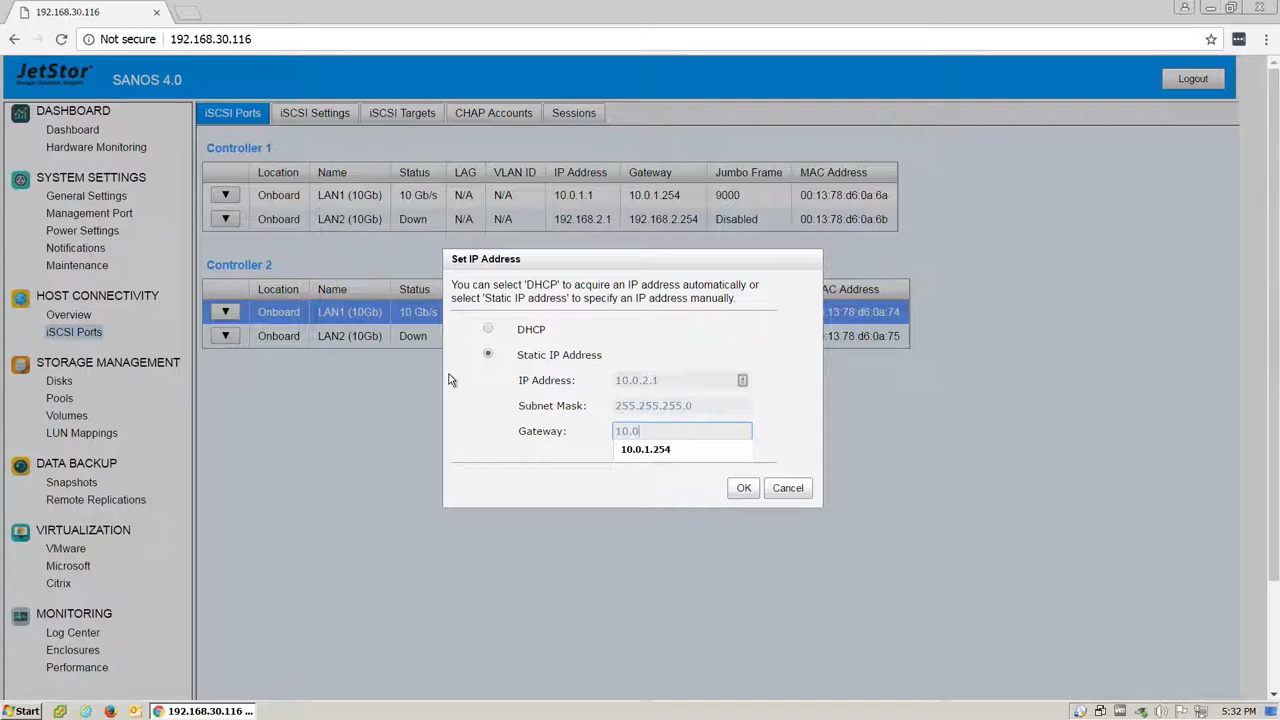 192.168.30.116
Not secure 192.168.30.116
JetStor SANOS 4.0 Logout
DASHBOARD
Dashboard
Hardware Monitoring
SYSTEM SETTINGS
General Settings
Management Port
Power Settings
Notifications
Maintenance
HOST CONNECTIVITY
Overview
iSCSI Ports
STORAGE MANAGEMENT
Disks
Pools
Volumes
LUN Mappings
DATA BACKUP
Snapshots
Remote Replications
VIRTUALIZATION
VMware
Microsoft
Citrix
MONITORING
Log Center
Enclosures
Performance
iSCSI Ports iSCSI Settings iSCSI Targets CHAP Accounts Sessions
Controller 1
Location Name Status LAG VLAN ID IP Address Gateway Jumbo Frame MAC Address
▼ Onboard LAN1 (10Gb) 10 Gb/s N/A N/A 10.0.1.1 10.0.1.254 9000 00:13:78:d6:0a:6a
▼ Onboard LAN2 (10Gb) Down N/A N/A 192.168.2.1 192.168.2.254 Disabled 00:13:78:d6:0a:6b
Controller 2
Location Name Status AC Address
▼ Onboard LAN1 (10Gb) 10 Gb/s :13:78:d6:0a:74
▼ Onboard LAN2 (10Gb) Down :13:78:d6:0a:75
Set IP Address
You can select 'DHCP' to acquire an IP address automatically or
select 'Static IP address' to specify an IP address manually.
DHCP
Static IP Address
IP Address: 10.0.2.1
Subnet Mask: 255.255.255.0
Gateway: 10.0
10.0.1.254
OK Cancel
Start 192.168.30.116 ... 5:32 PM